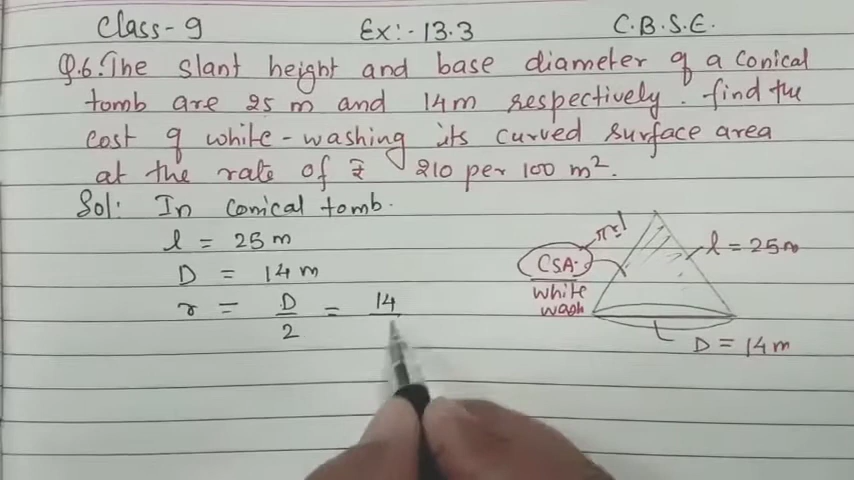 Class-9 Ex:-13.3 C.B.S.E.
Q.6. The slant height and base diameter of a conical
tomb are 25 m and 14m respectively. find the
cost of white-washing its curved surface area
at the rate of ₹ 210 per 100 m².
Sol: In Conical tomb.
l = 25 m
D = 14 m
r = D/2 = 14
πrl
CSA.
white
wash
l = 25m
D = 14 m